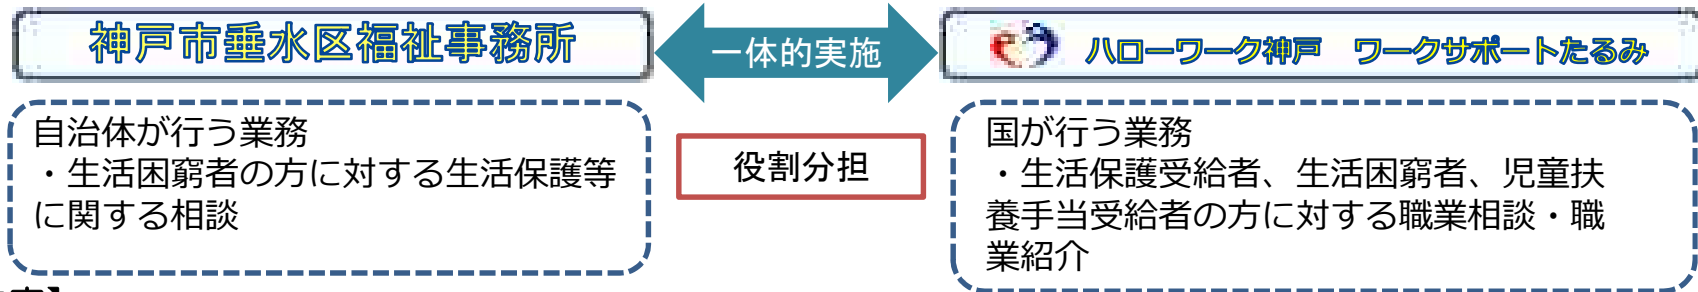 神戸市垂水区福祉事務所
一体的実施
ハローワーク神戸　ワークサポートたるみ
自治体が行う業務
・生活困窮者の方に対する生活保護等
に関する相談
役割分担
国が行う業務
・生活保護受給者、生活困窮者、児童扶
養手当受給者の方に対する職業相談・職
業紹介